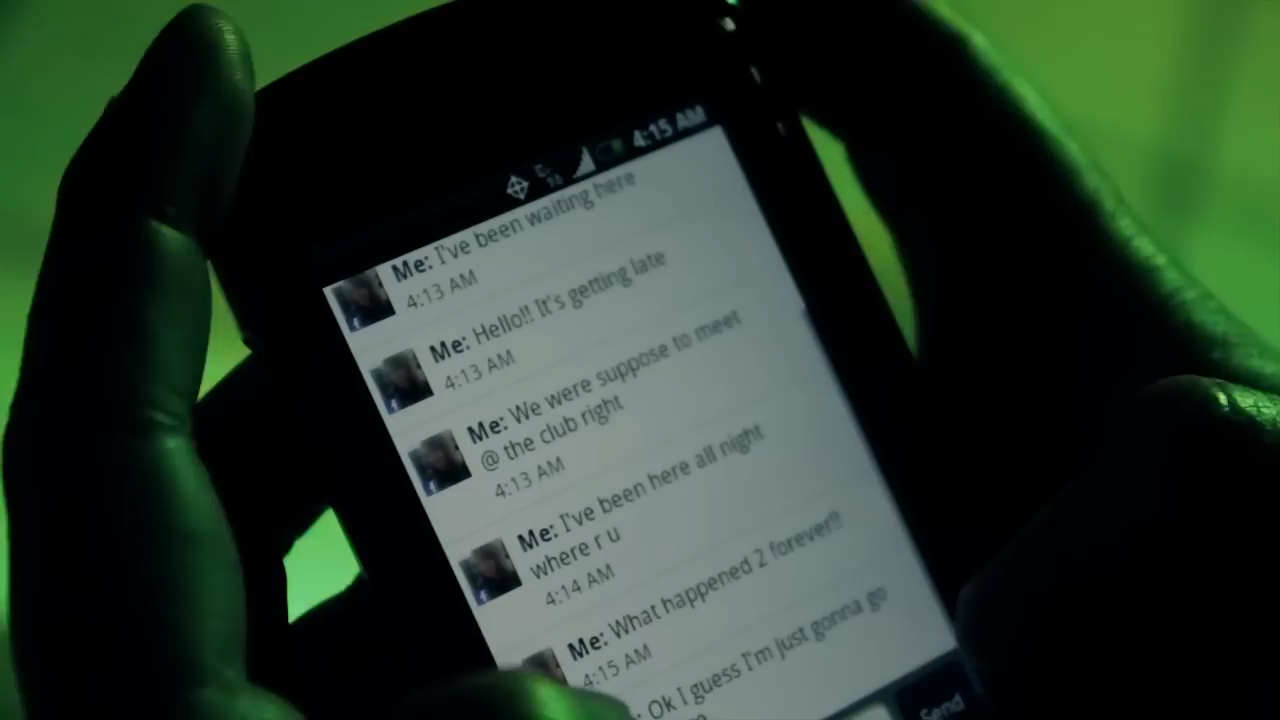 4:15 AM
Me: I've been waiting here
4:13 AM
Me: Hello!! It's getting late
4:13 AM
Me: We were suppose to meet
@ the club right
4:13 AM
Me: I've been here all night
where r u
4:14 AM
Me: What happened 2 forever!!
4:15 AM
: Ok I guess I'm just gonna go
Send